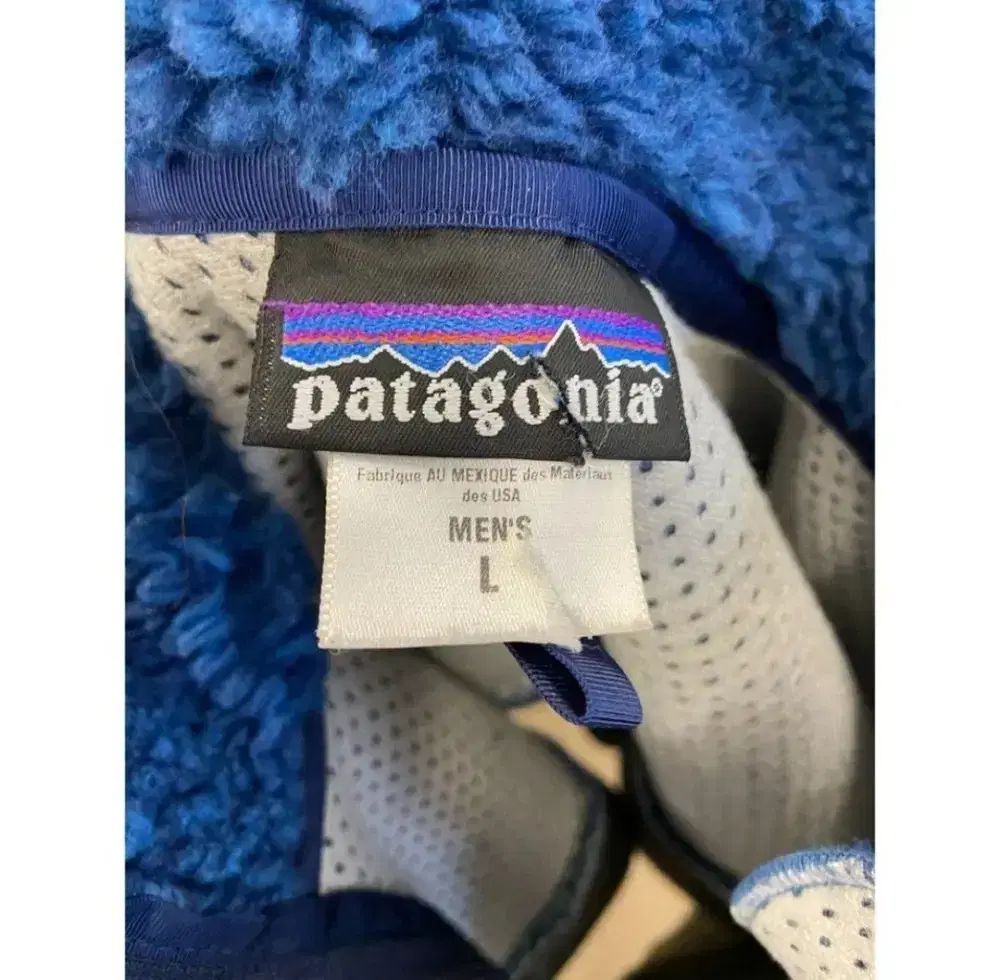 patagonia®
Fabrique AU MEXIQUE des Materiaux
des USA
MEN'S
L